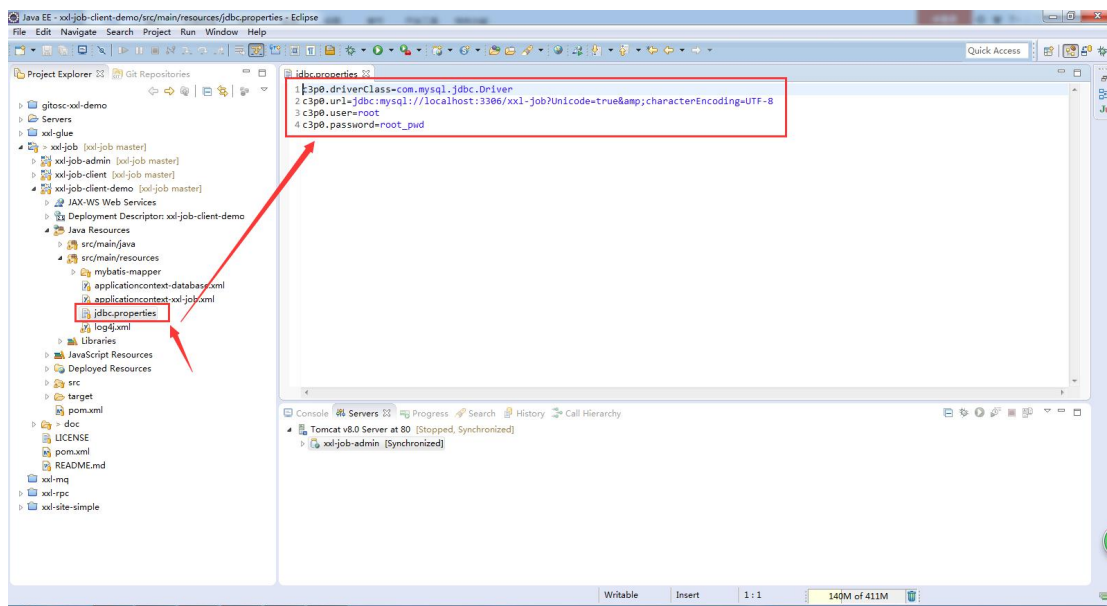 Java EE - xxl-job-client-demo/src/main/resources/jdbc.properties - Eclipse
File Edit Navigate Search Project Run Window Help
Quick Access
Project Explorer
Git Repositories
gitosc-xxl-demo
Servers
xxl-glue
> xxl-job [xxl-job master]
xxl-job-admin [xxl-job master]
xxl-job-client [xxl-job master]
xxl-job-client-demo [xxl-job master]
JAX-WS Web Services
Deployment Descriptor: xxl-job-client-demo
Java Resources
src/main/java
src/main/resources
mybatis-mapper
applicationcontext-database.xml
applicationcontext-xxl-job.xml
jdbc.properties
log4j.xml
Libraries
JavaScript Resources
Deployed Resources
src
target
pom.xml
> doc
LICENSE
pom.xml
README.md
xxl-mq
xxl-rpc
xxl-site-simple
jdbc.properties
1 c3p0.driverClass=com.mysql.jdbc.Driver
2 c3p0.url=jdbc:mysql://localhost:3306/xxl-job?Unicode=true&amp;characterEncoding=UTF-8
3 c3p0.user=root
4 c3p0.password=root_pwd
Console Servers Progress Search History Call Hierarchy
Tomcat v8.0 Server at 80 [Stopped, Synchronized]
xxl-job-admin [Synchronized]
Writable Insert 1 : 1 140M of 411M